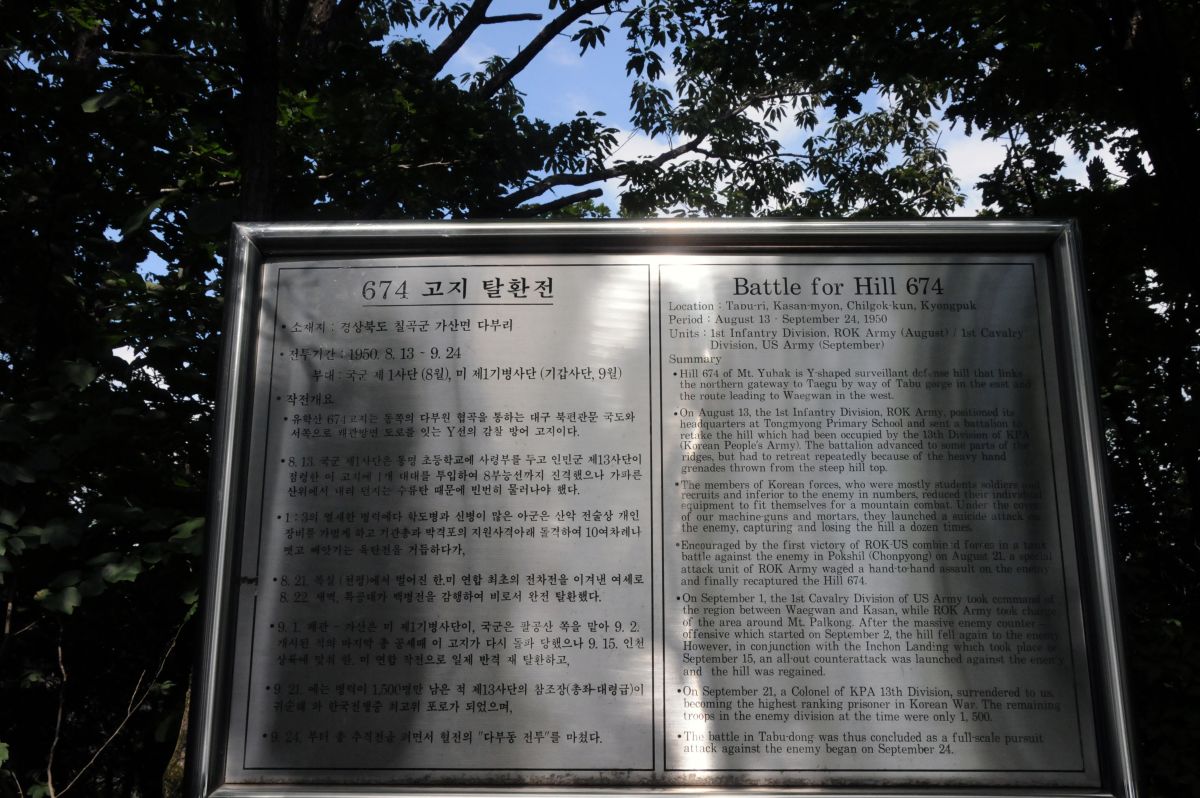 674 고지 탈환전
• 소재지 : 경상북도 칠곡군 가산면 다부리
• 전투기간 : 1950. 8. 13 - 9. 24
부대 : 국군 제1사단 (8월), 미 제1기병사단 (기갑사단, 9월)
• 작전개요
• 유학산 674고지는 동쪽의 다부원 협곡을 통하는 대구 북편관문 국도와
서쪽으로 왜관방면 도로를 잇는 Y선의 감찰 방어 고지이다.
• 8. 13. 국군 제1사단은 통명 초등학교에 사령부를 두고 인민군 제13사단이
점령한 이 고지에 1개 대대를 투입하여 8부능선까지 진격했으나 가파른
산위에서 내리 던지는 수류탄 때문에 빈번히 물러나야 했다.
• 1:3의 열세한 병력에다 학도병과 신병이 많은 아군은 산악 전술상 개인
장비를 가볍게 하고 기관총과 박격포의 지원사격아래 돌격하여 10여차례나
뺏고 빼앗기는 육탄전을 거듭하다가,
• 8. 21. 복실 (천평)에서 벌어진 한.미 연합 최초의 전차전을 이겨낸 여세로
8. 22. 새벽, 특공대가 백병전을 감행하여 비로서 완전 탈환했다.
• 9. 1. 왜관 - 가산은 미 제1기병사단이, 국군은 팔공산 쪽을 맡아 9. 2.
개시된 적의 마지막 총 공세때 이 고지가 다시 돌파 당했으나 9. 15. 인천
상륙에 맞춰 한. 미 연합 작전으로 일제 반격 재 탈환하고,
• 9. 21. 에는 병력이 1,500명만 남은 적 제13사단의 참조장(총좌·대령급)이
귀순해 와 한국전쟁중 최고위 포로가 되었으며,
• 9. 24. 부터 총 추격전을 펴면서 혈전의 "다부동 전투"를 마쳤다.
Battle for Hill 674
Location : Tabu-ri, Kasan-myon, Chilgok-kun, Kyongpuk
Period : August 13 - September 24, 1950
Units : 1st Infantry Division, ROK Army (August) / 1st Cavalry
Division, US Army (September)
Summary
• Hill 674 of Mt. Yuhak is Y-shaped surveillant defense hill that links
the northern gateway to Taegu by way of Tabu gorge in the east and
the route leading to Waegwan in the west.
• On August 13, the 1st Infantry Division, ROK Army, positioned its
headquarters at Tongmyong Primary School and sent a battalion to
retake the hill which had been occupied by the 13th Division of KPA
(Korean People's Army). The battalion advanced to some parts of the
ridges, but had to retreat repeatedly because of the heavy hand
grenades thrown from the steep hill top.
• The members of Korean forces, who were mostly students soldiers and
recruits and inferior to the enemy in numbers, reduced their individual
equipment to fit themselves for a mountain combat. Under the cover
of our machine-guns and mortars, they launched a suicide attack on
the enemy, capturing and losing the hill a dozen times.
• Encouraged by the first victory of ROK-US combined forces in a tank
battle against the enemy in Pokshil (Chonpyong) on August 21, a special
attack unit of ROK Army waged a hand-to-hand assault on the enemy
and finally recaptured the Hill 674.
• On September 1, the 1st Cavalry Division of US Army took command of
the region between Waegwan and Kasan, while ROK Army took charge
of the area around Mt. Palkong. After the massive enemy counter -
offensive which started on September 2, the hill fell again to the enemy.
However, in conjunction with the Inchon Landing which took place on
September 15, an all-out counterattack was launched against the enemy
and the hill was regained.
• On September 21, a Colonel of KPA 13th Division, surrendered to us,
becoming the highest ranking prisoner in Korean War. The remaining
troops in the enemy division at the time were only 1, 500.
• The battle in Tabu-dong was thus concluded as a full-scale pursuit
attack against the enemy began on September 24.